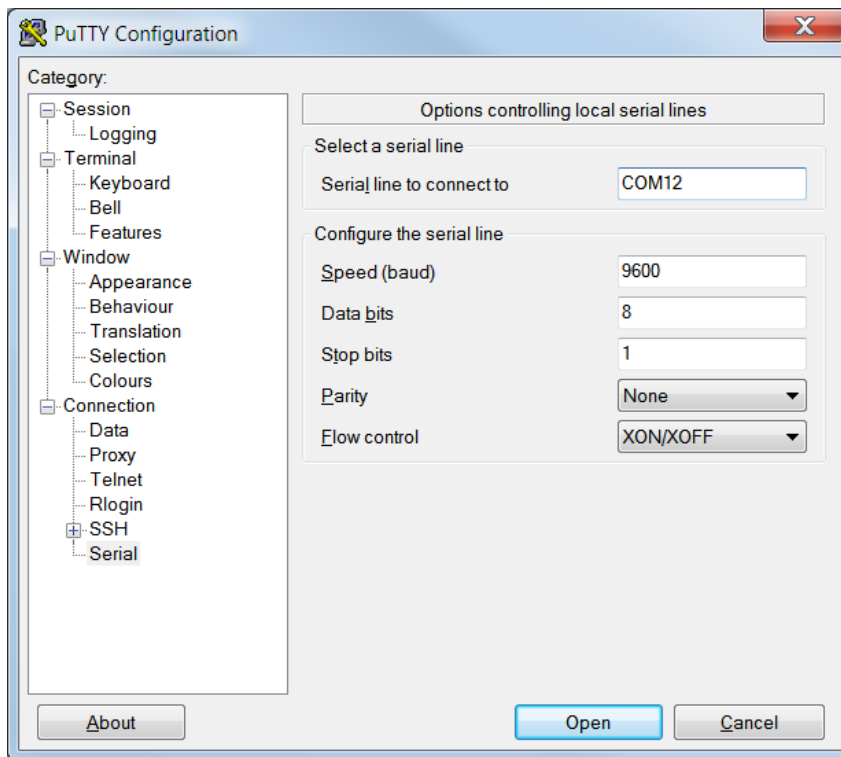 PuTTY Configuration
Category:
Session
Logging
Terminal
Keyboard
Bell
Features
Window
Appearance
Behaviour
Translation
Selection
Colours
Connection
Data
Proxy
Telnet
Rlogin
SSH
Serial
Options controlling local serial lines
Select a serial line
Serial line to connect to COM12
Configure the serial line
Speed (baud) 9600
Data bits 8
Stop bits 1
Parity None
Flow control XON/XOFF
About Open Cancel